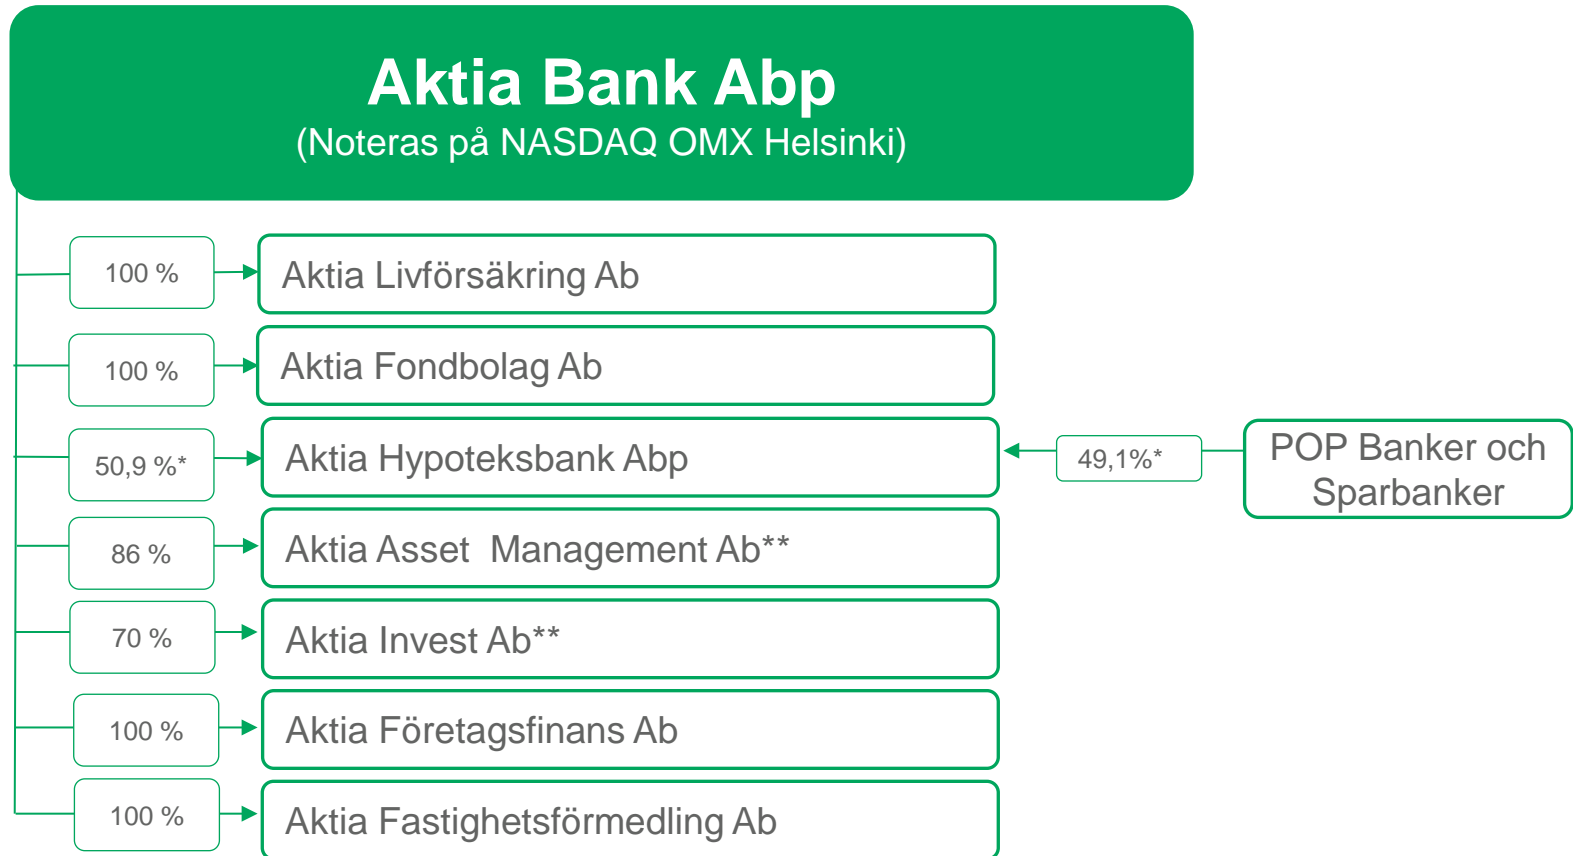 Aktia Bank Abp
(Noteras på NASDAQ OMX Helsinki)
100 %
Aktia Livförsäkring Ab
100 %
Aktia Fondbolag Ab
50,9 %*
Aktia Hypoteksbank Abp
49,1%*
POP Banker och
Sparbanker
86 %
Aktia Asset  Management Ab**
70 %
Aktia Invest Ab**
100 %
Aktia Företagsfinans Ab
100 %
Aktia Fastighetsförmedling Ab